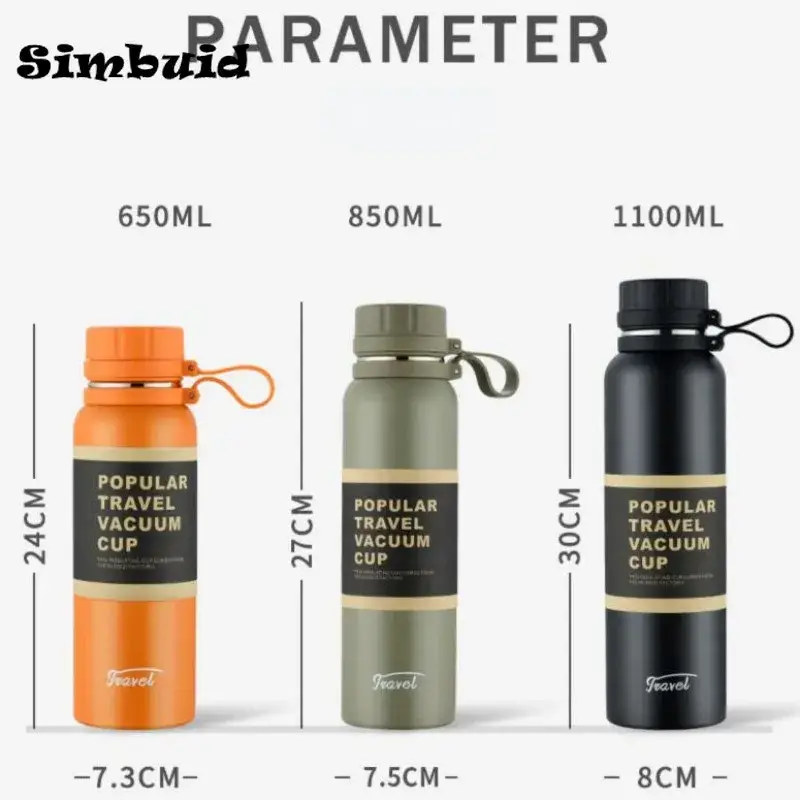 PARAMETER
Simbuid
650ML
850ML
1100ML
24CM
27CM
30CM
POPULAR
TRAVEL
VACUUM
CUP
Travel
POPULAR
TRAVEL
VACUUM
CUP
Travel
POPULAR
TRAVEL
VACUUM
CUP
Travel
-7.3CM-
-7.5CM-
-8CM-